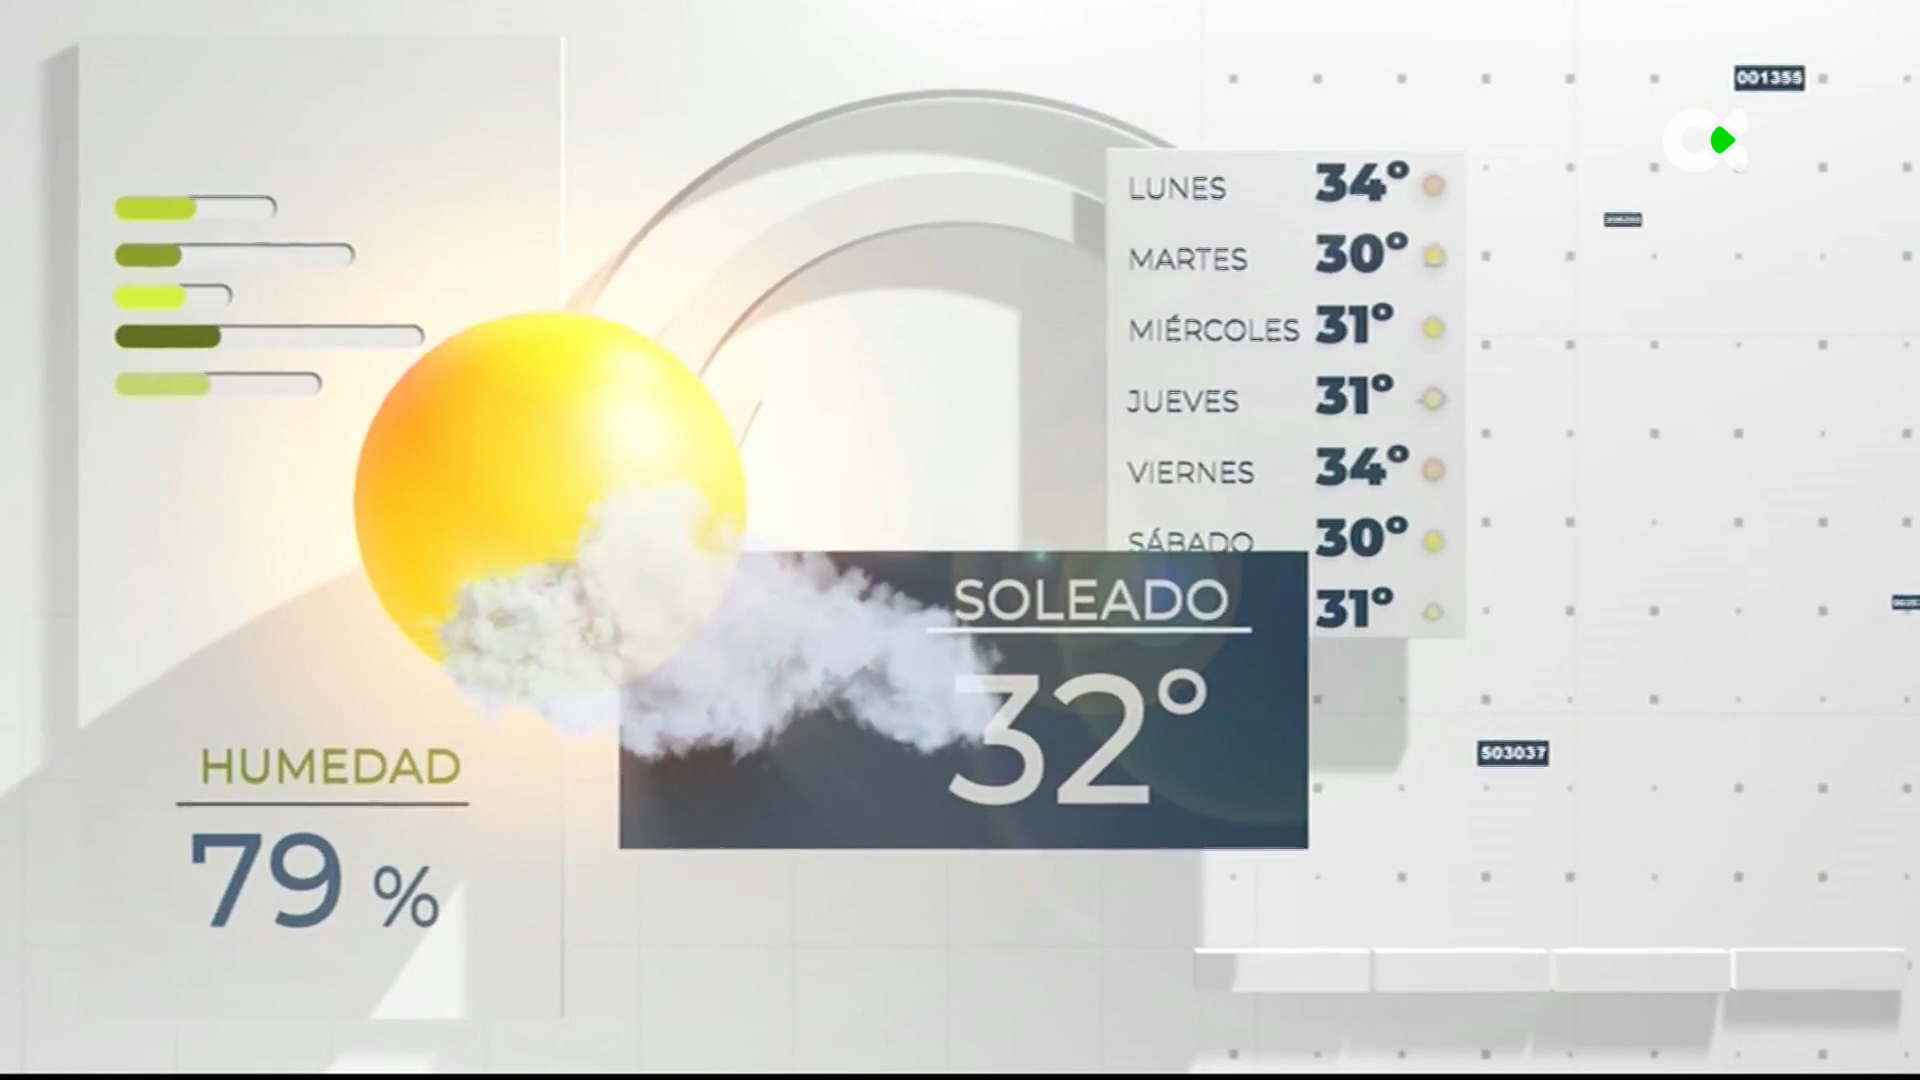 001355
LUNES 34°
MARTES 30°
MIÉRCOLES 31°
JUEVES 31°
VIERNES 34°
SÁBADO 30°
31°
SOLEADO
32°
503037
HUMEDAD
79 %